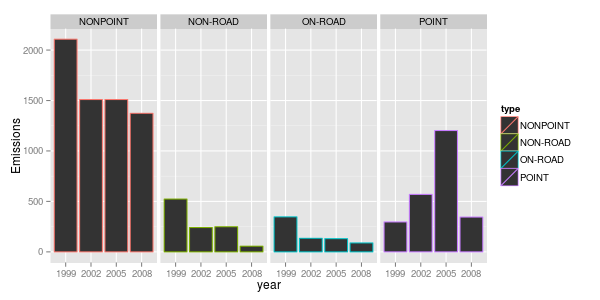 NONPOINT NON-ROAD ON-ROAD POINT
2000
1500
1000
500
0
Emissions
1999 2002 2005 2008 1999 2002 2005 2008 1999 2002 2005 2008 1999 2002 2005 2008
year
type
NONPOINT
NON-ROAD
ON-ROAD
POINT